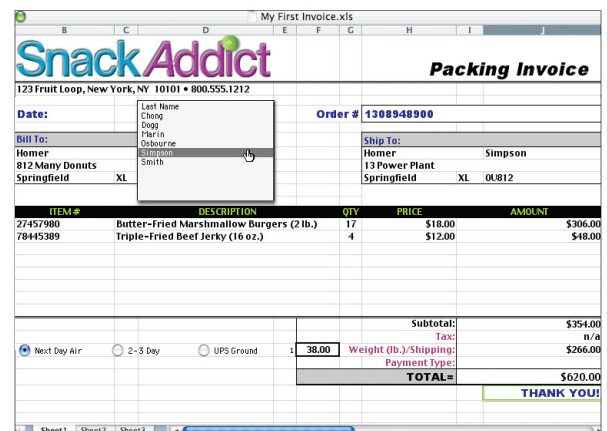 My First Invoice.xls
B C D E F G H I J
Snack Addict
Packing Invoice
123 Fruit Loop, New York, NY 10101 • 800.555.1212
Last Name
Chong
Dogg
Marin
Osbourne
Simpson
Smith
Date:
Order # 1308948900
Bill To:
Ship To:
Homer
Homer Simpson
812 Many Donuts
13 Power Plant
Springfield XL
Springfield XL 0U812
ITEM # DESCRIPTION QTY PRICE AMOUNT
27457980 Butter-Fried Marshmallow Burgers (2 lb.) 17 $18.00 $306.00
78445389 Triple-Fried Beef Jerky (16 oz.) 4 $12.00 $48.00
Subtotal: $354.00
Tax: n/a
Next Day Air 2-3 Day UPS Ground 1 38.00 Weight (lb.)/Shipping: $266.00
Payment Type:
TOTAL= $620.00
THANK YOU!
Sheet1 Sheet2 Sheet3